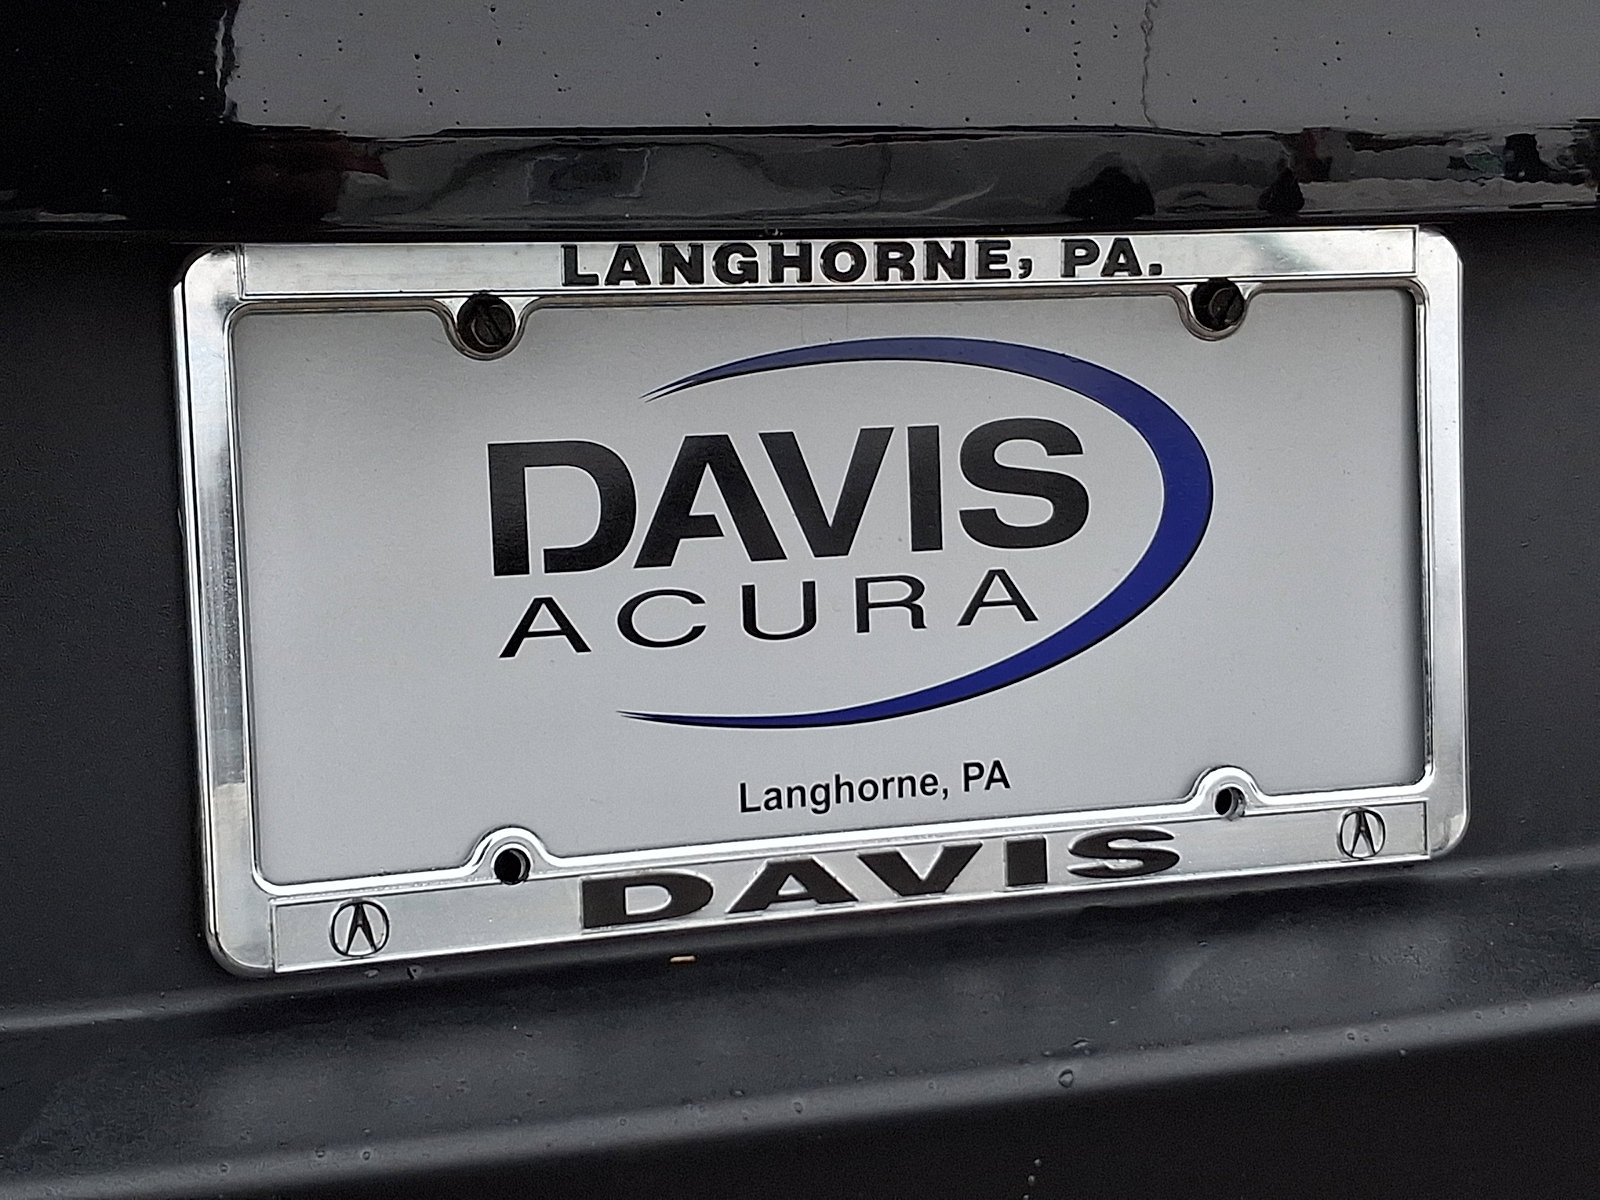 LANGHORNE, PA.
DAVIS
ACURA
Langhorne, PA
DAVIS